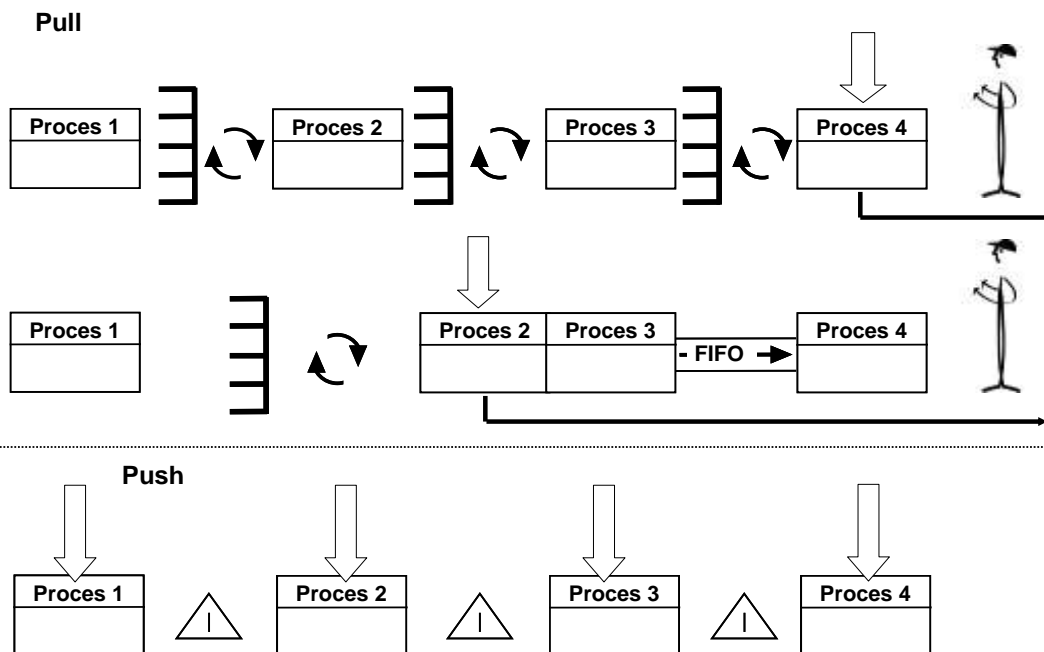 Pull
Proces 1 Proces 2 Proces 3 Proces 4
Proces 1 Proces 2 Proces 3 FIFO Proces 4
Push
Proces 1 Proces 2 Proces 3 Proces 4
I I I